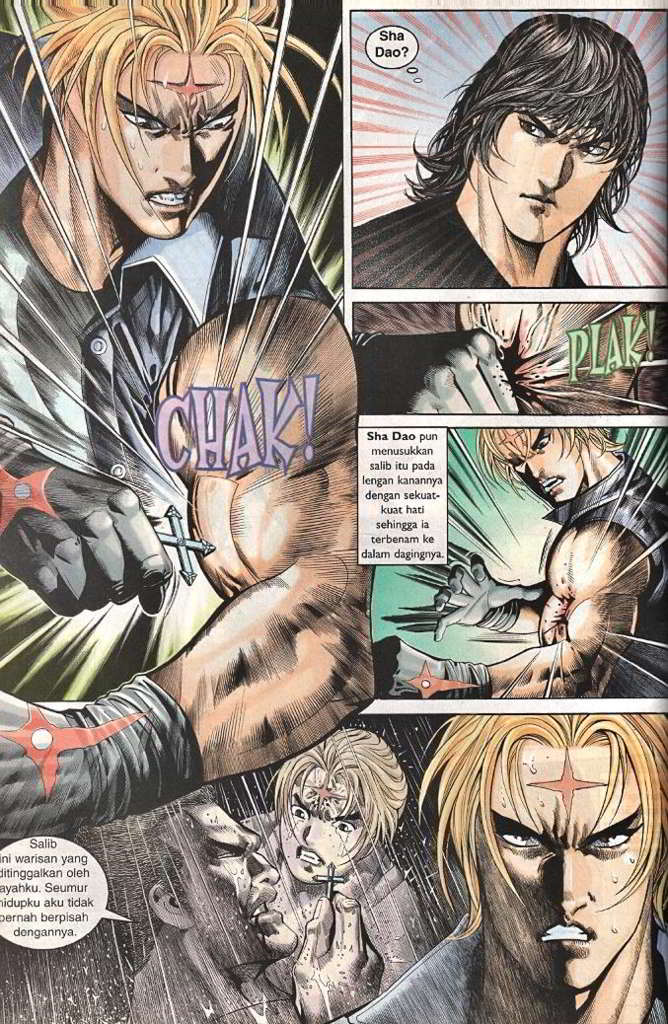 Sha
Dao?
CHAK!
PLAK!
Sha Dao pun
menusukkan
salib itu pada
lengan kanannya
dengan sekuat-
kuat hati
sehingga ia
terbenam ke
dalam dagingnya.
Salib
ini warisan yang
ditinggalkan oleh
ayahku. Seumur
hidupku aku tidak
pernah berpisah
dengannya.